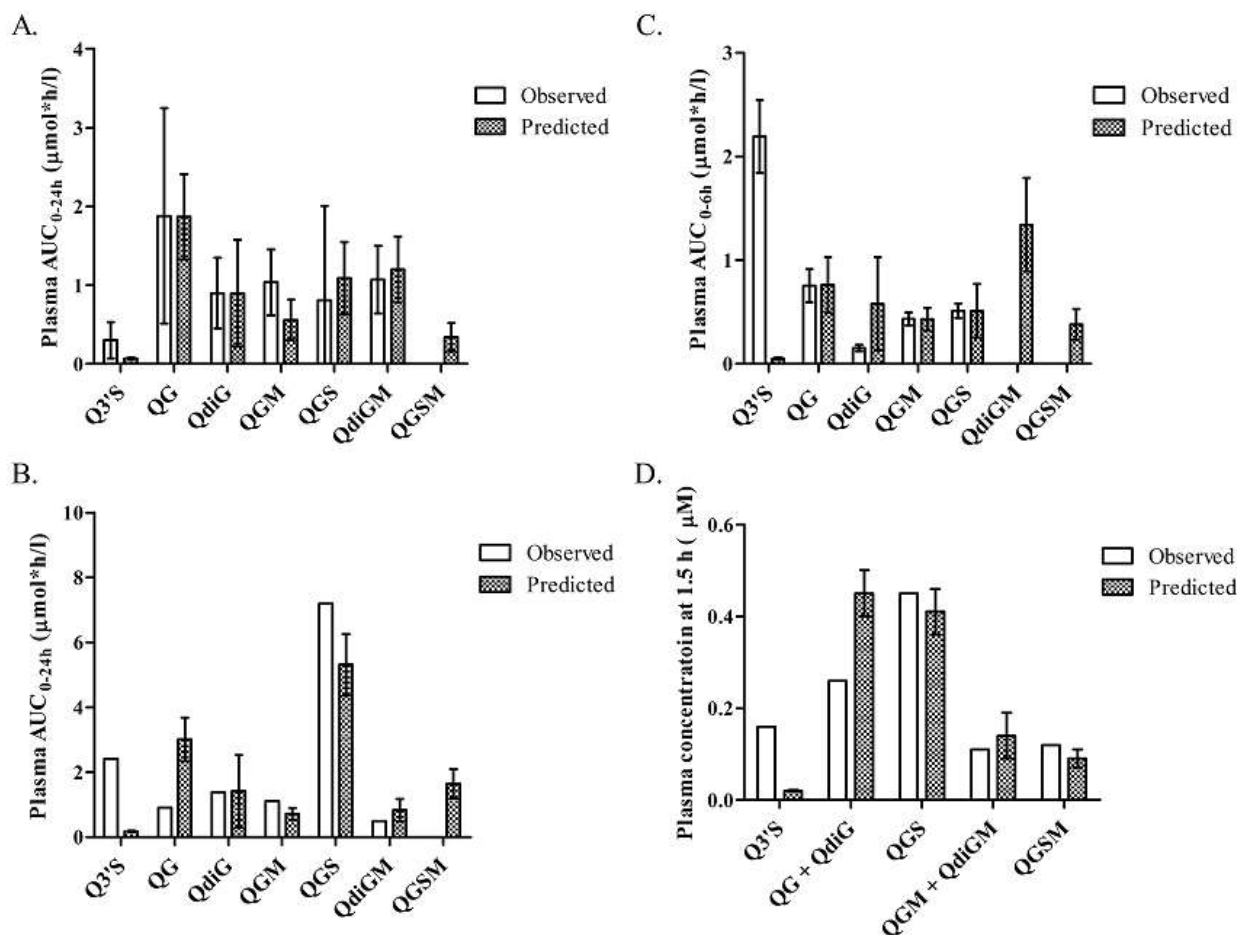 A.
Plasma AUC0-24h (μmol*h/l)
4
3
2
1
0
Q3'S
QG
QdiG
QGM
QGS
QdiGM
QGSM
Observed
Predicted
C.
Plasma AUC0-6h (μmol*h/l)
3
2
1
0
Q3'S
QG
QdiG
QGM
QGS
QdiGM
QGSM
Observed
Predicted
B.
Plasma AUC0-24h (μmol*h/l)
10
8
6
4
2
0
Q3'S
QG
QdiG
QGM
QGS
QdiGM
QGSM
Observed
Predicted
D.
Plasma concentratoin at 1.5 h ( μM)
0.6
0.4
0.2
0.0
Q3'S
QG + QdiG
QGS
QGM + QdiGM
QGSM
Observed
Predicted